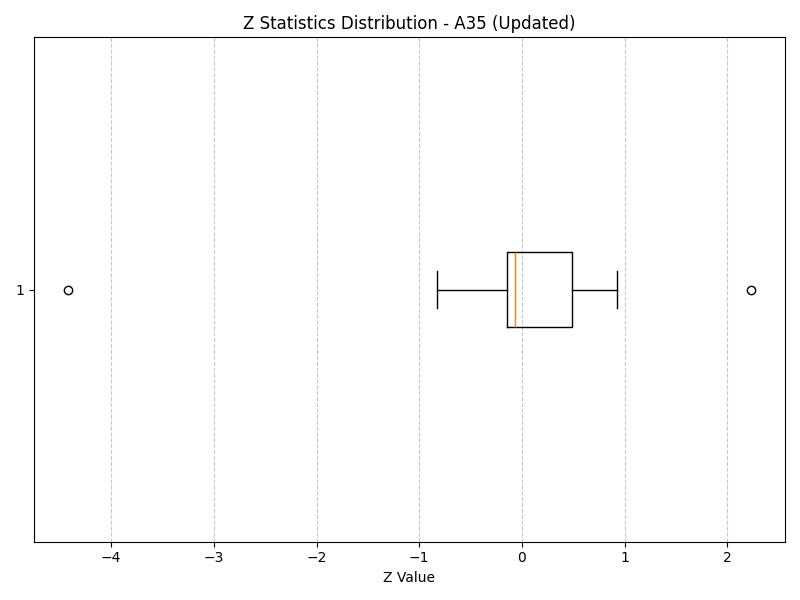 Z Statistics Distribution - A35 (Updated)
1
−4 −3 −2 −1 0 1 2
Z Value